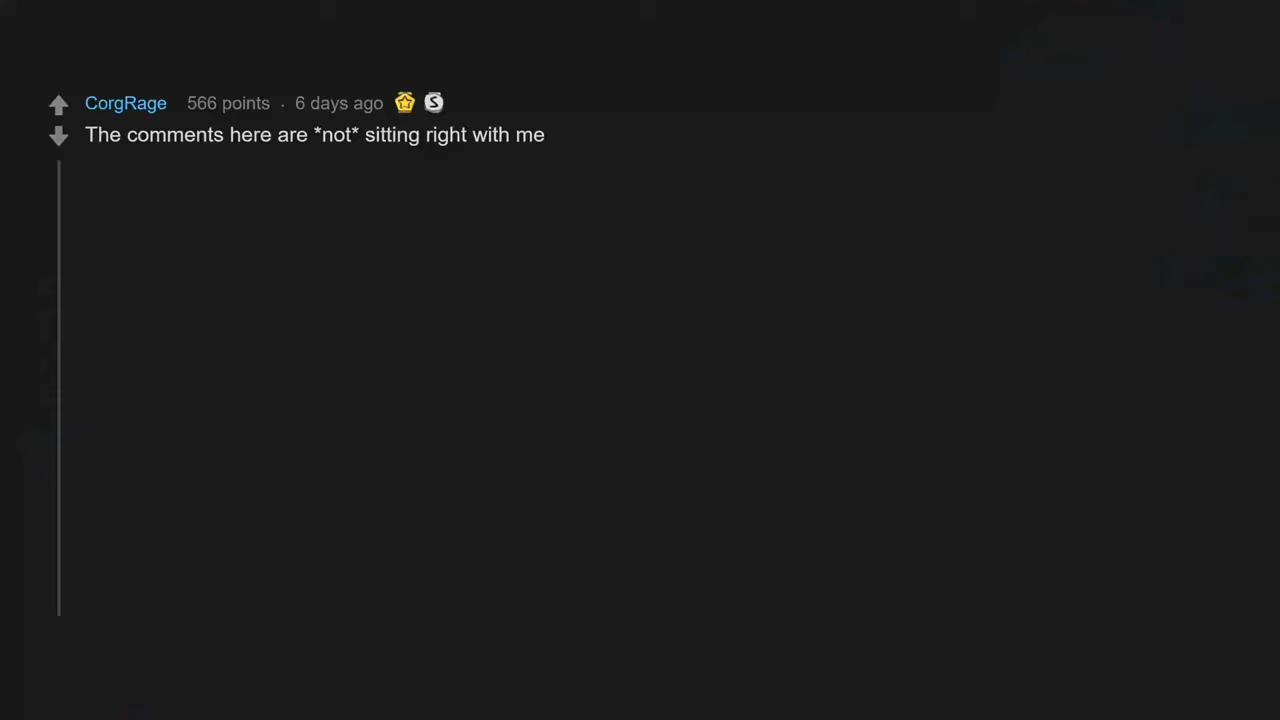 CorgRage 566 points . 6 days ago S
The comments here are *not* sitting right with me